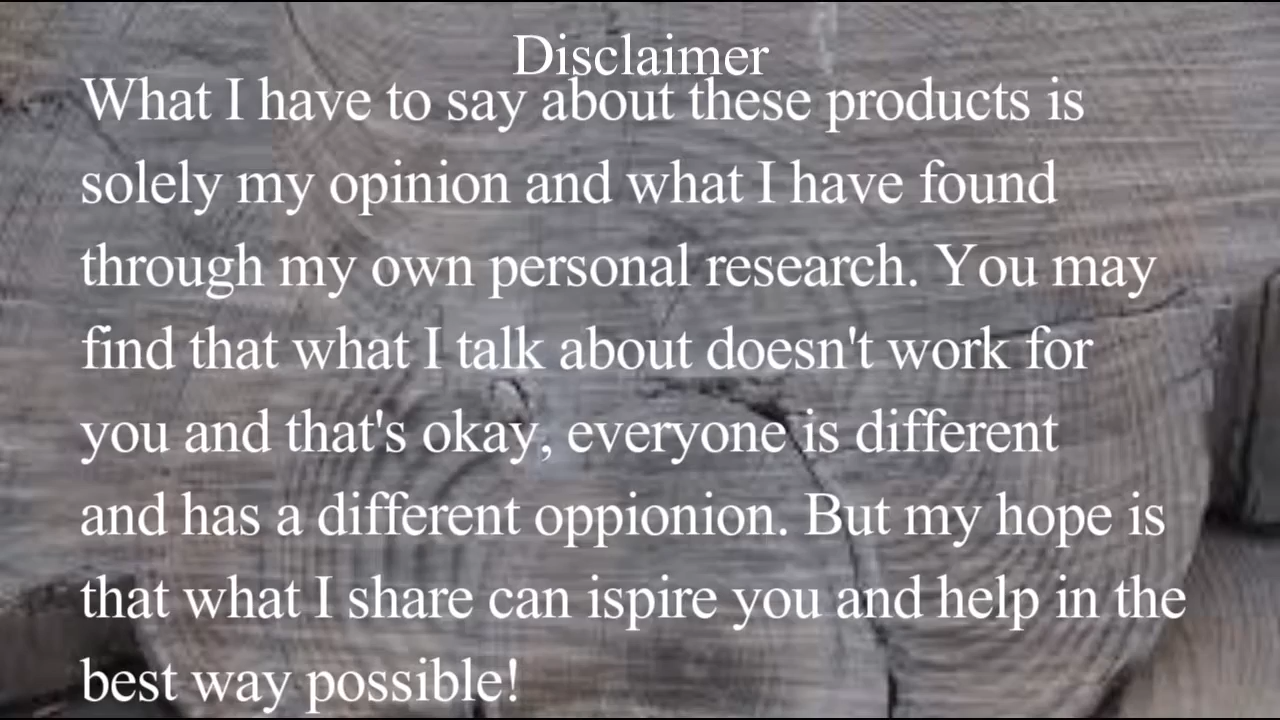 Disclaimer
What I have to say about these products is
solely my opinion and what I have found
through my own personal research. You may
find that what I talk about doesn't work for
you and that's okay, everyone is different
and has a different oppionion. But my hope is
that what I share can ispire you and help in the
best way possible!